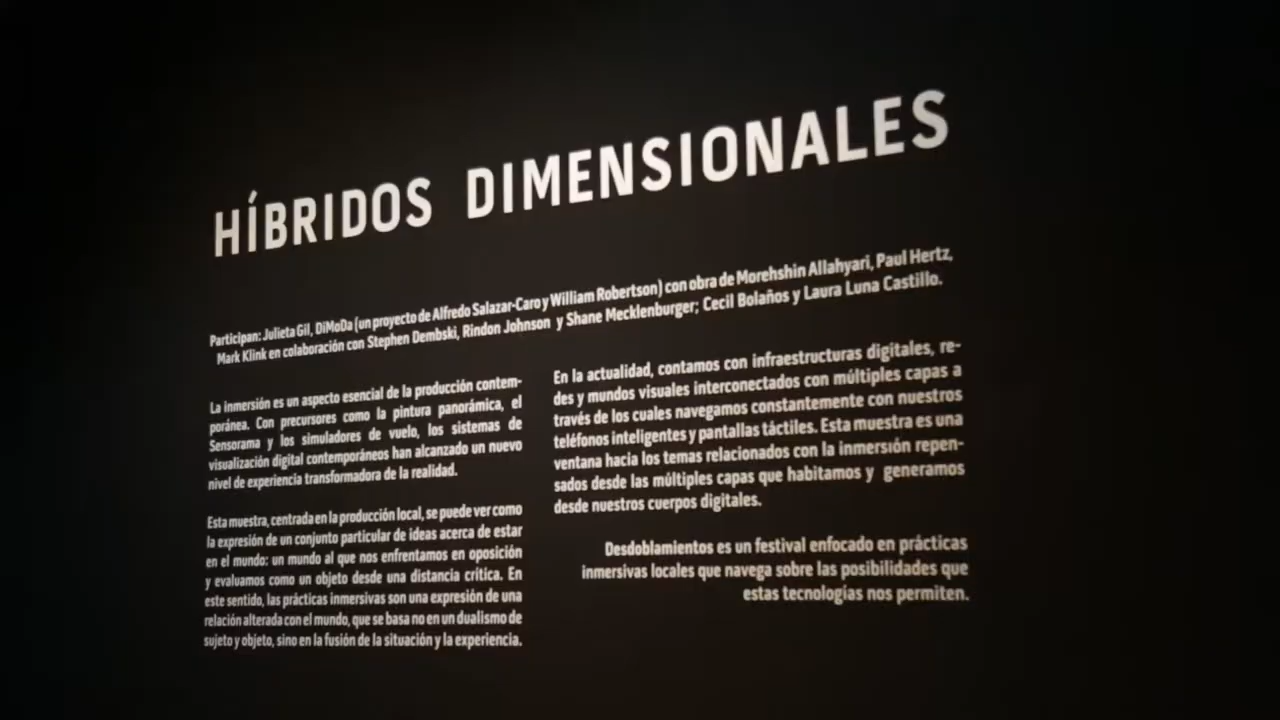 HÍBRIDOS DIMENSIONALES
Participan: Julieta Gil, DiMoDa (un proyecto de Alfredo Salazar-Caro y William Robertson) con obra de Morehshin Allahyari, Paul Hertz,
Mark Klink en colaboración con Stephen Dembski, Rindon Johnson y Shane Mecklenburger; Cecil Bolaños y Laura Luna Castillo.
La inmersión es un aspecto esencial de la producción contem-
poránea. Con precursores como la pintura panorámica, el
Sensorama y los simuladores de vuelo, los sistemas de
visualización digital contemporáneos han alcanzado un nuevo
nivel de experiencia transformadora de la realidad.
Esta muestra, centrada en la producción local, se puede ver como
la expresión de un conjunto particular de ideas acerca de estar
en el mundo: un mundo al que nos enfrentamos en oposición
y evaluamos como un objeto desde una distancia crítica. En
este sentido, las prácticas inmersivas son una expresión de una
relación alterada con el mundo, que se basa no en un dualismo de
sujeto y objeto, sino en la fusión de la situación y la experiencia.
En la actualidad, contamos con infraestructuras digitales, re-
des y mundos visuales interconectados con múltiples capas a
través de los cuales navegamos constantemente con nuestros
teléfonos inteligentes y pantallas táctiles. Esta muestra es una
ventana hacia los temas relacionados con la inmersión repen-
sados desde las múltiples capas que habitamos y generamos
desde nuestros cuerpos digitales.
Desdoblamientos es un festival enfocado en prácticas
inmersivas locales que navega sobre las posibilidades que
estas tecnologías nos permiten.